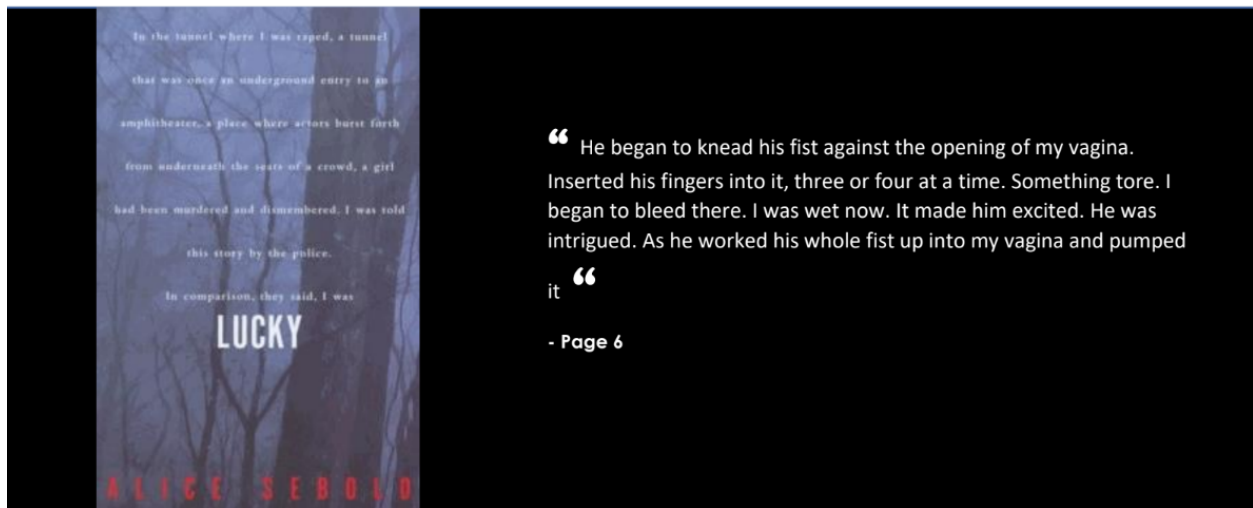 In the tunnel where I was raped, a tunnel
that was once an underground entry to an
amphitheater, a place where actors burst forth
from underneath the seats of a crowd, a girl
had been murdered and dismembered. I was told
this story by the police.
In comparison, they said, I was
LUCKY
ALICE SEBOLD
“ He began to knead his fist against the opening of my vagina.
Inserted his fingers into it, three or four at a time. Something tore. I
began to bleed there. I was wet now. It made him excited. He was
intrigued. As he worked his whole fist up into my vagina and pumped
it “
- Page 6